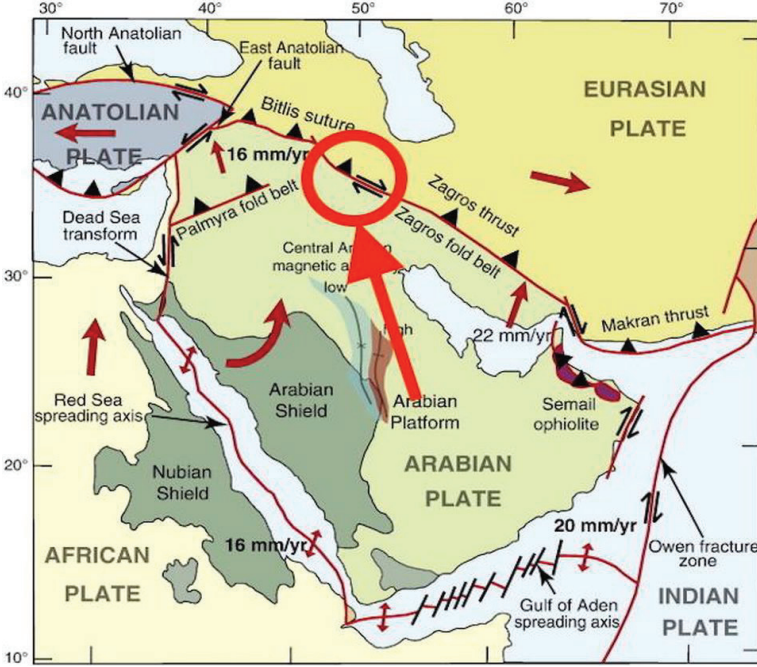 30°
40°
50°
60°
70°
North Anatolian
fault
East Anatolian
fault
40°
ANATOLIAN
PLATE
Bitlis suture
EURASIAN
PLATE
16 mm/yr
Zagros thrust
Dead Sea
transform
Palmyra fold belt
Zagros fold belt
Central
magnetic
low
30°
22 mm/yr
Makran thrust
Red Sea
spreading axis
Arabian
Shield
Arabian
Platform
Semail
ophiolite
20°
Nubian
Shield
ARABIAN
PLATE
AFRICAN
PLATE
16 mm/yr
20 mm/yr
Owen fracture
zone
Gulf of Aden
spreading axis
INDIAN
PLATE
10°